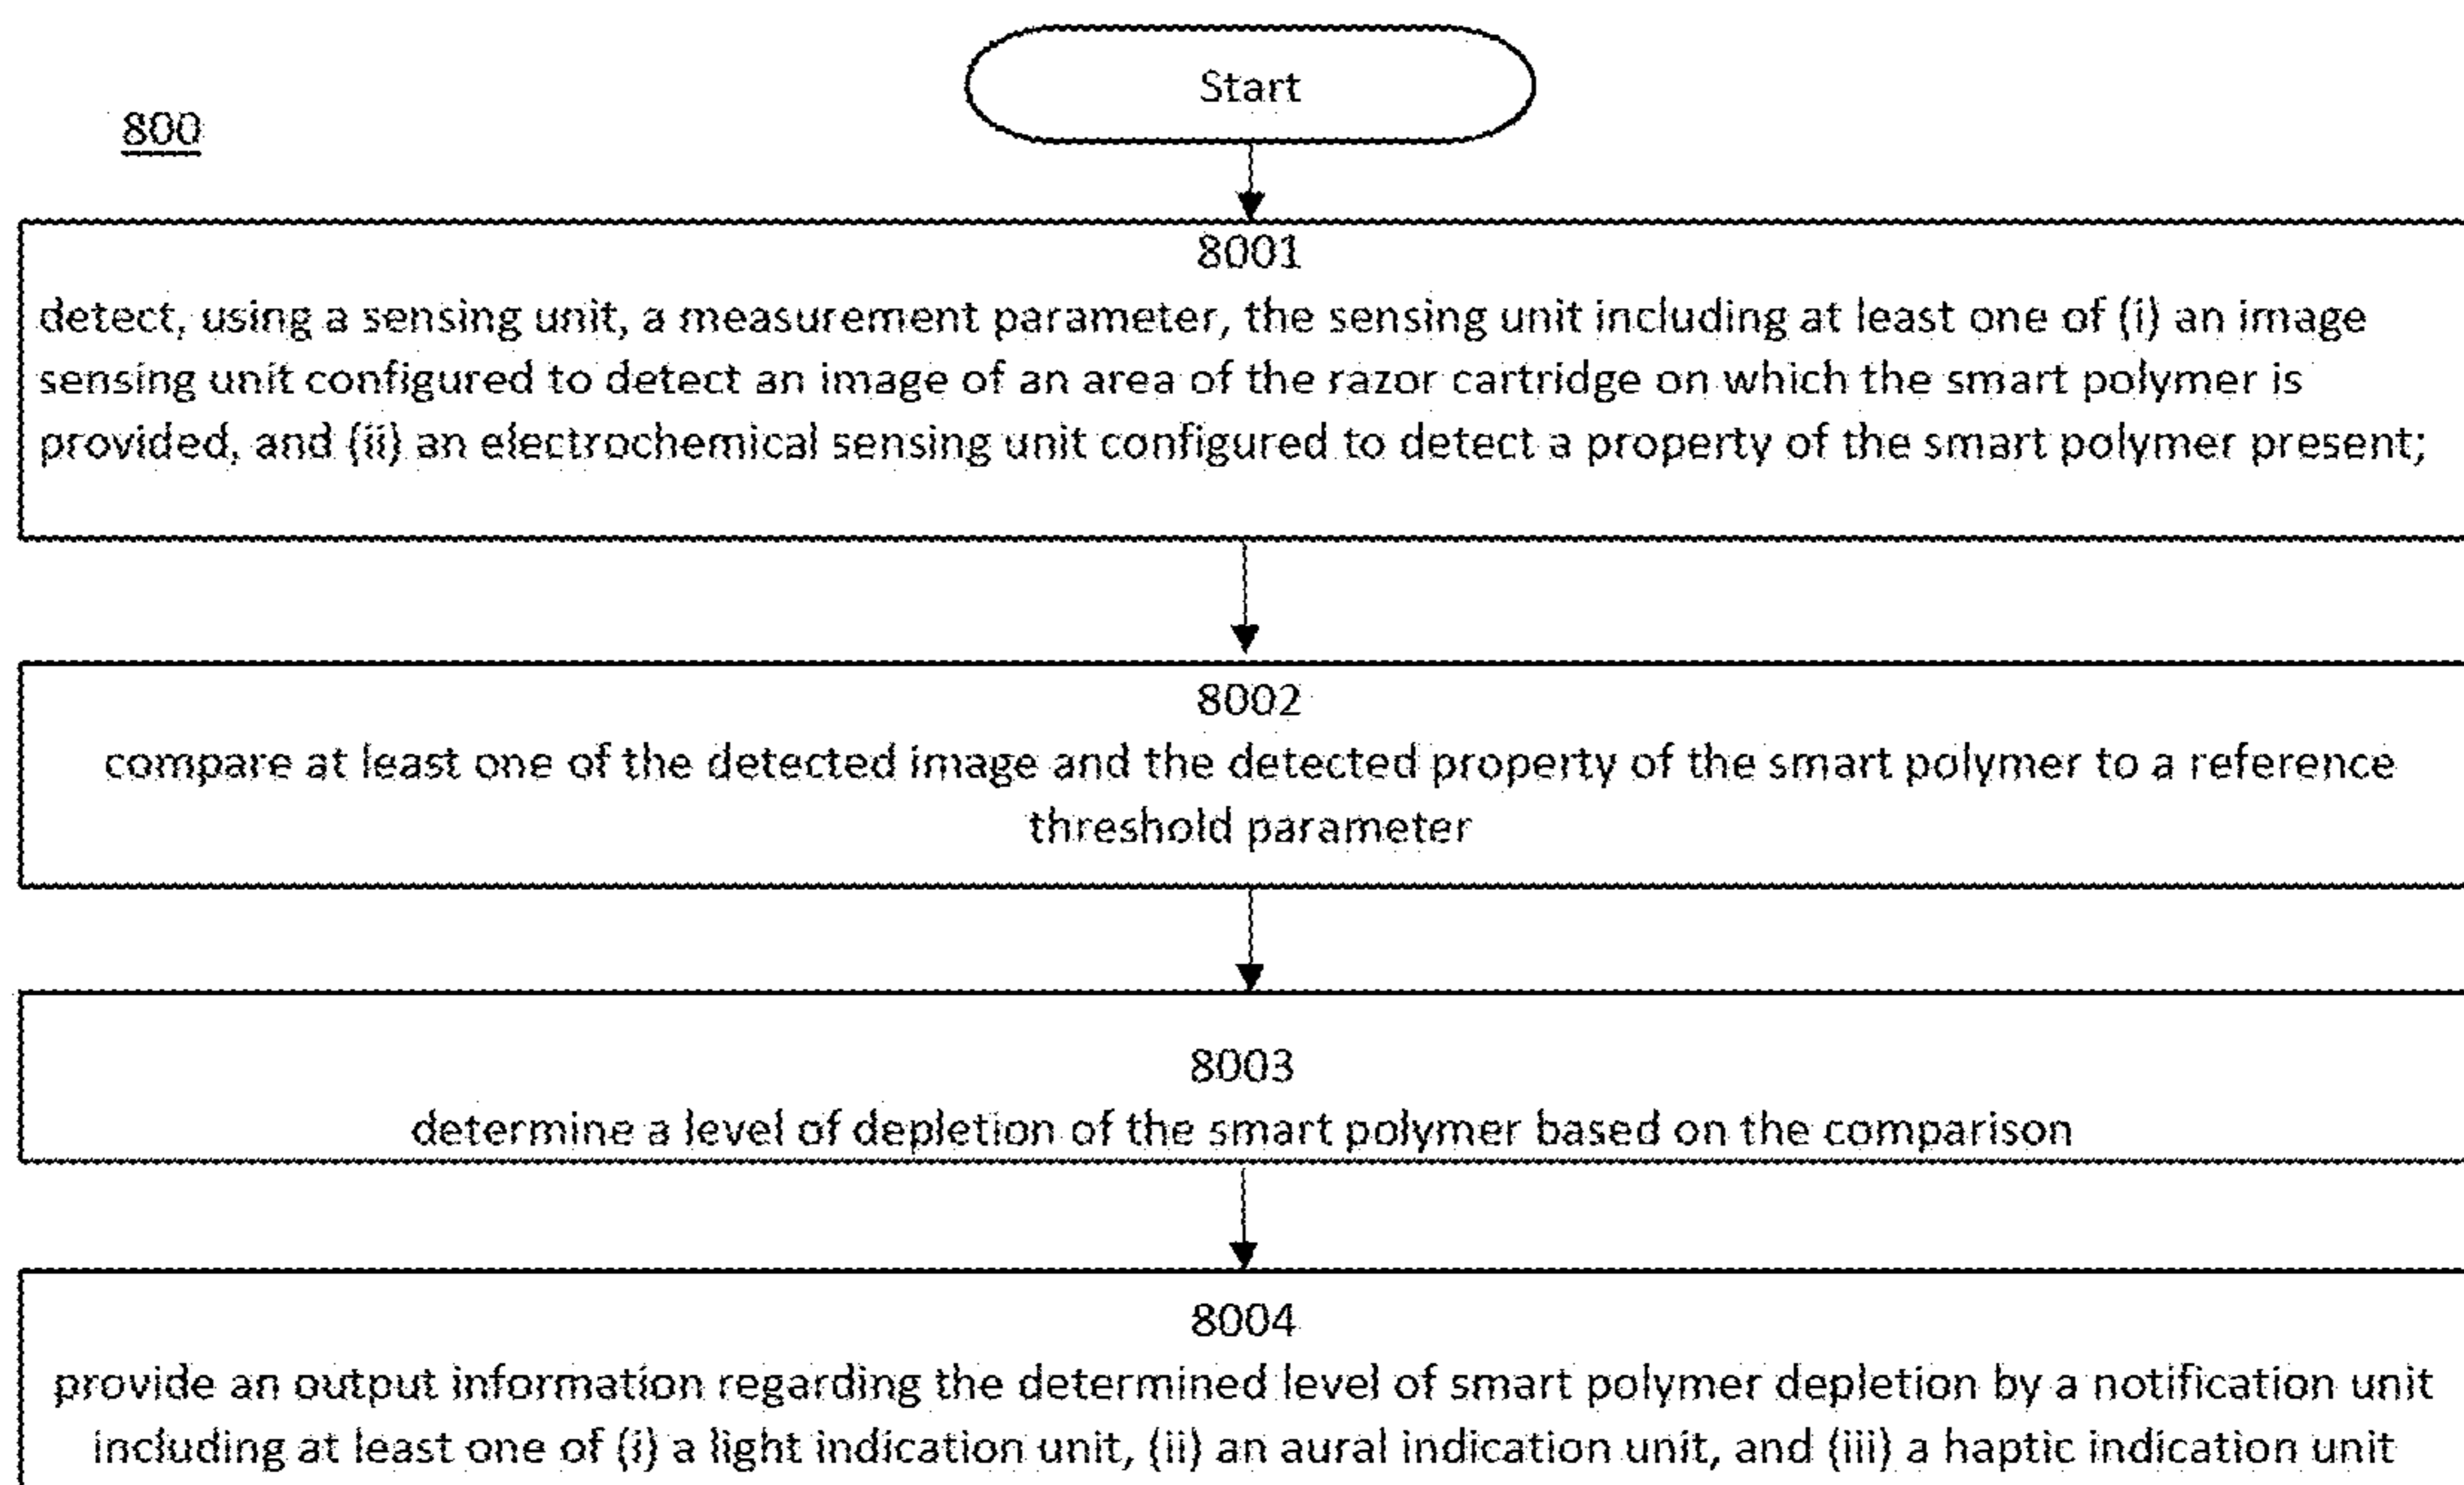 Start
800
8001
detect, using a sensing unit, a measurement parameter, the sensing unit including at least one of (i) an image
sensing unit configured to detect an image of an area of the razor cartridge on which the smart polymer is
provided, and (ii) an electrochemical sensing unit configured to detect a property of the smart polymer present;
8002
compare at least one of the detected image and the detected property of the smart polymer to a reference
threshold parameter
8003
determine a level of depletion of the smart polymer based on the comparison
8004
provide an output information regarding the determined level of smart polymer depletion by a notification unit
including at least one of (i) a light indication unit, (ii) an aural indication unit, and (iii) a haptic indication unit